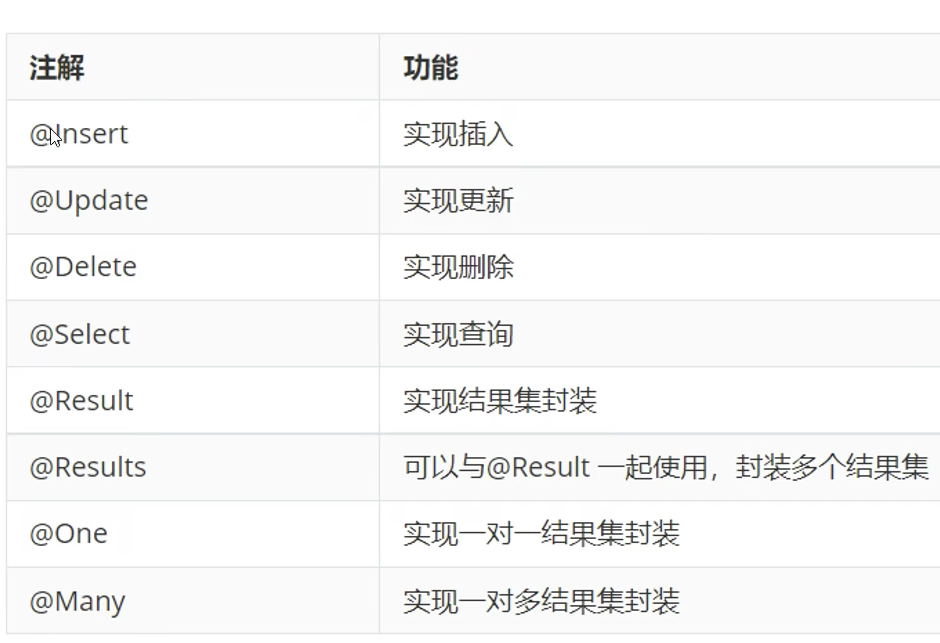 注解 功能
@Insert 实现插入
@Update 实现更新
@Delete 实现删除
@Select 实现查询
@Result 实现结果集封装
@Results 可以与@Result 一起使用，封装多个结果集
@One 实现一对一结果集封装
@Many 实现一对多结果集封装